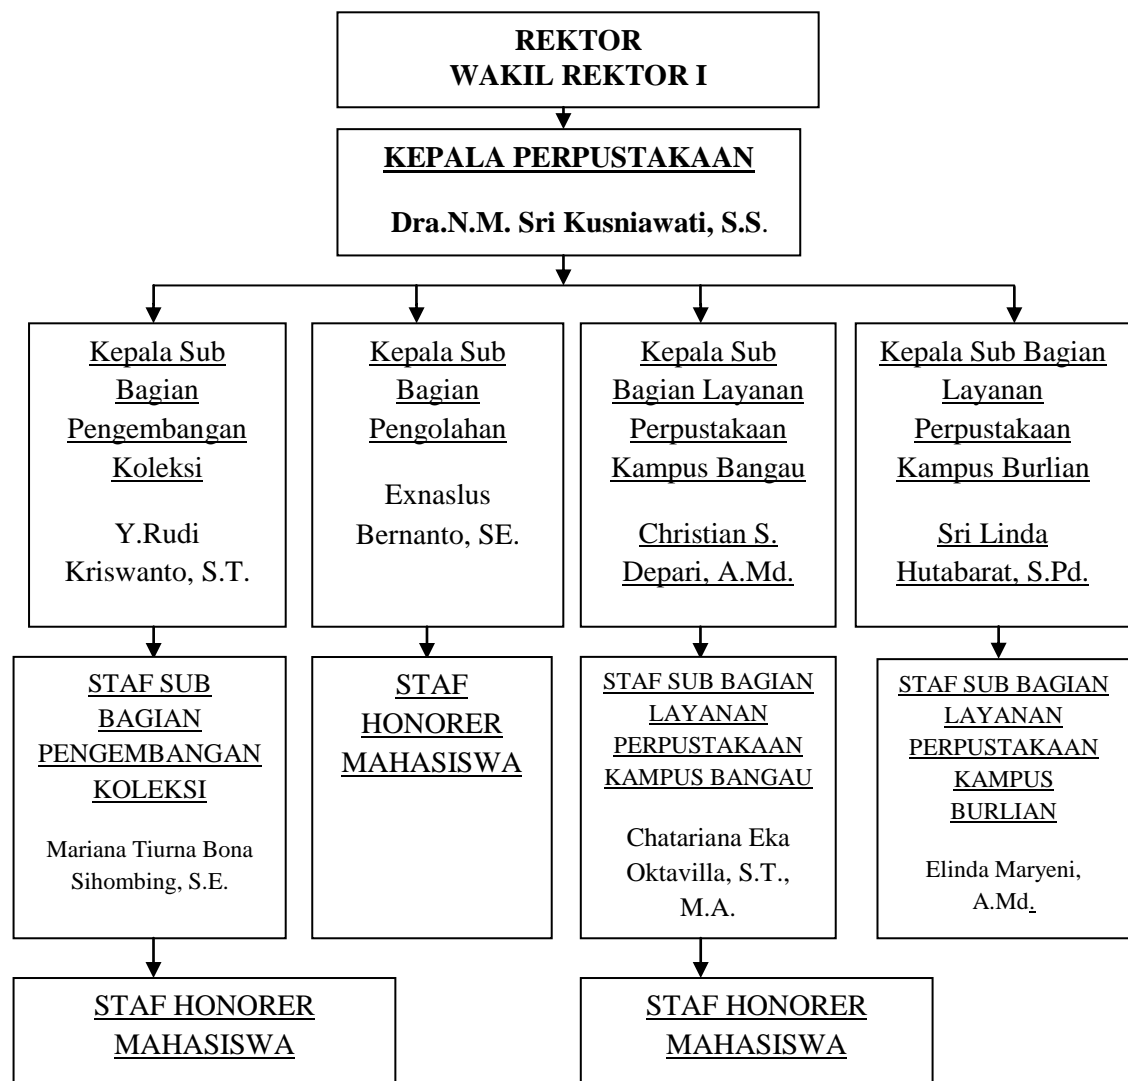 REKTOR
WAKIL REKTOR I
KEPALA PERPUSTAKAAN
Dra.N.M. Sri Kusniawati, S.S.
Kepala Sub
Bagian
Pengembangan
Koleksi
Y.Rudi
Kriswanto, S.T.
Kepala Sub
Bagian
Pengolahan
Exnaslus
Bernanto, SE.
Kepala Sub
Bagian Layanan
Perpustakaan
Kampus Bangau
Christian S.
Depari, A.Md.
Kepala Sub Bagian
Layanan
Perpustakaan
Kampus Burlian
Sri Linda
Hutabarat, S.Pd.
STAF SUB
BAGIAN
PENGEMBANGAN
KOLEKSI
Mariana Tiurna Bona
Sihombing, S.E.
STAF
HONORER
MAHASISWA
STAF SUB BAGIAN
LAYANAN
PERPUSTAKAAN
KAMPUS BANGAU
Chatariana Eka
Oktavilla, S.T.,
M.A.
STAF SUB BAGIAN
LAYANAN
PERPUSTAKAAN
KAMPUS
BURLIAN
Elinda Maryeni,
A.Md.
STAF HONORER
MAHASISWA
STAF HONORER
MAHASISWA